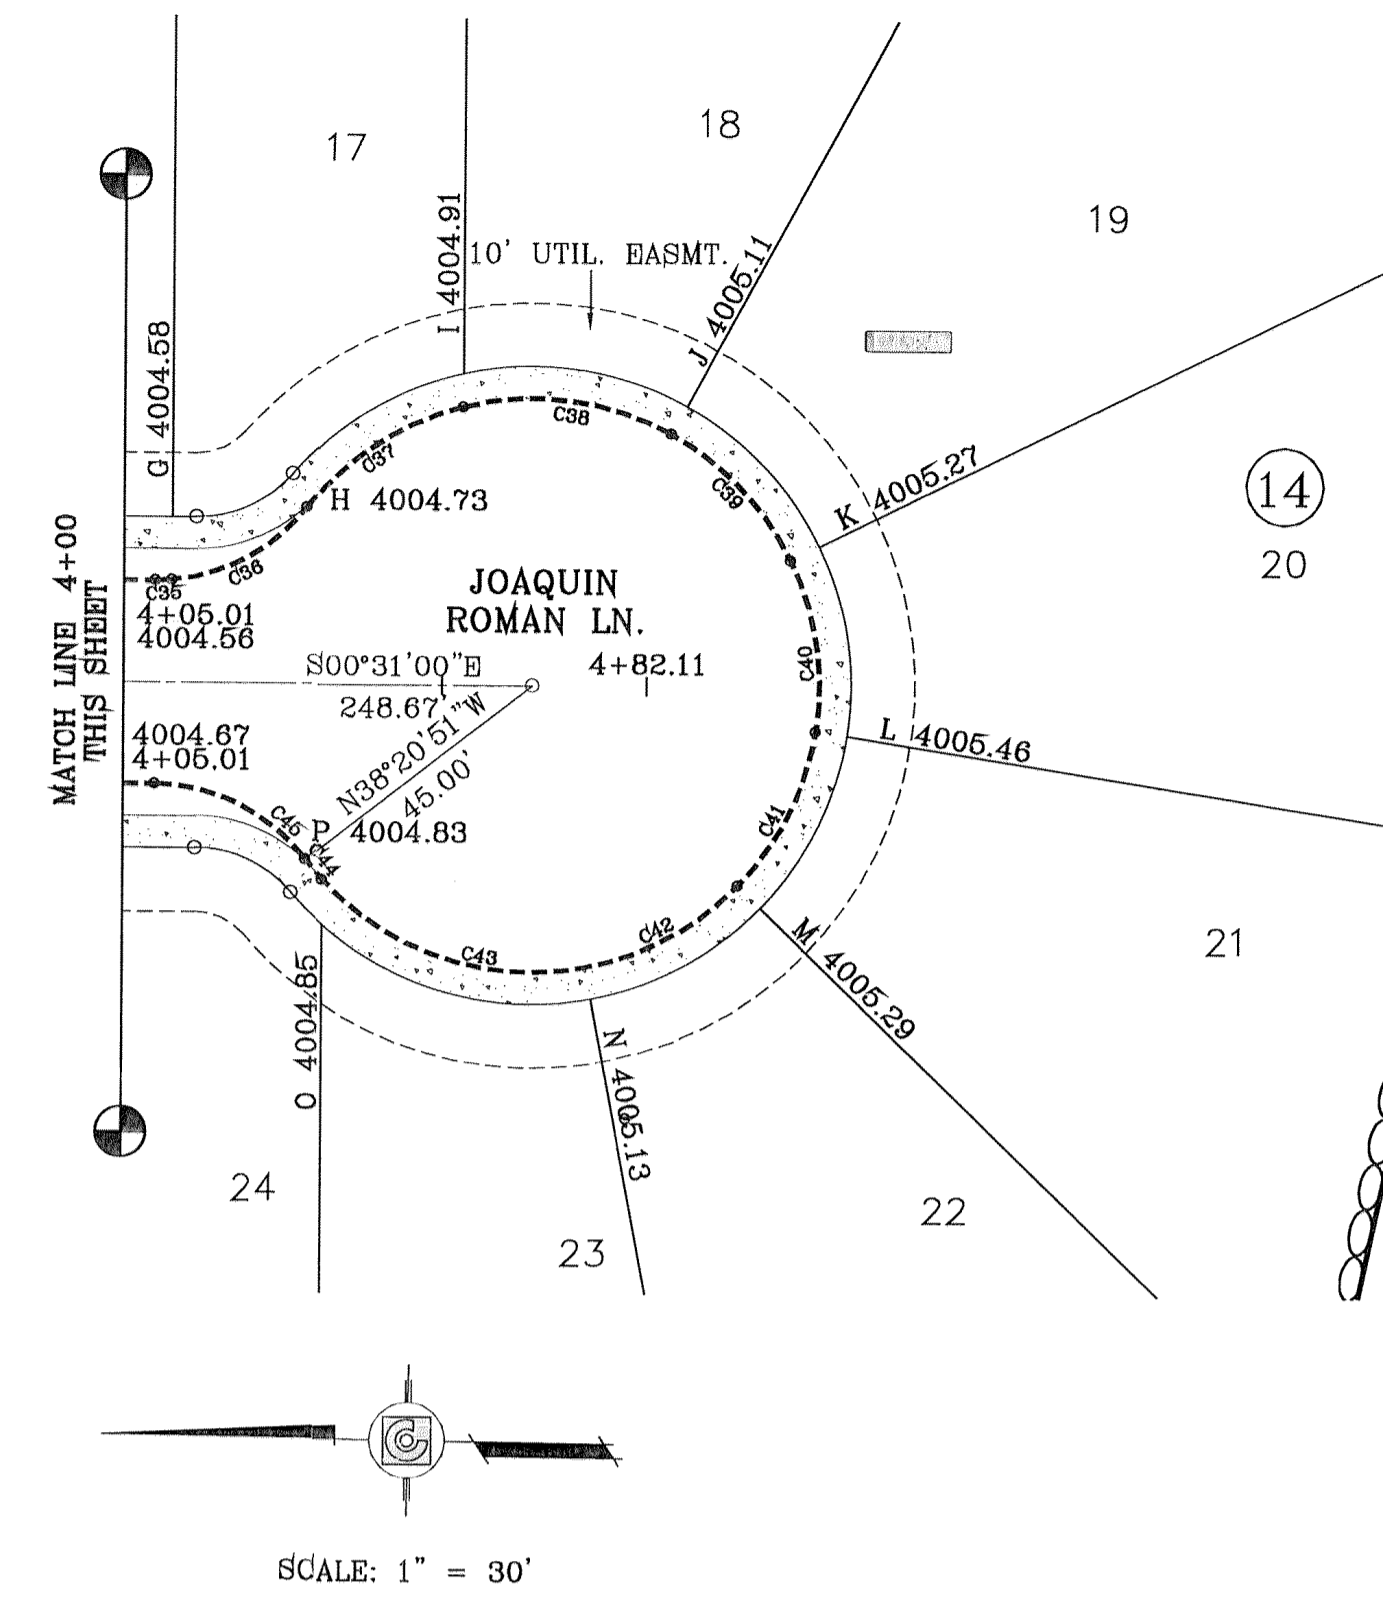 17
18
19
I 4004.91
10' UTIL. EASMT.
J 4005.11
G 4004.58
K 4005.27
14
20
C38
C37
C39
H 4004.73
C36
C35
4+05.01
4004.56
JOAQUIN
ROMAN LN.
MATCH LINE 4+00
THIS SHEET
S00°31'00"E
248.67'
4+82.11
C40
N38°20'51"W
45.00'
4004.67
4+05.01
L 4005.46
C45
P 4004.83
C44
C41
C42
C43
M 4005.29
21
O 4004.85
N 4005.13
24
23
22
SCALE: 1" = 30'